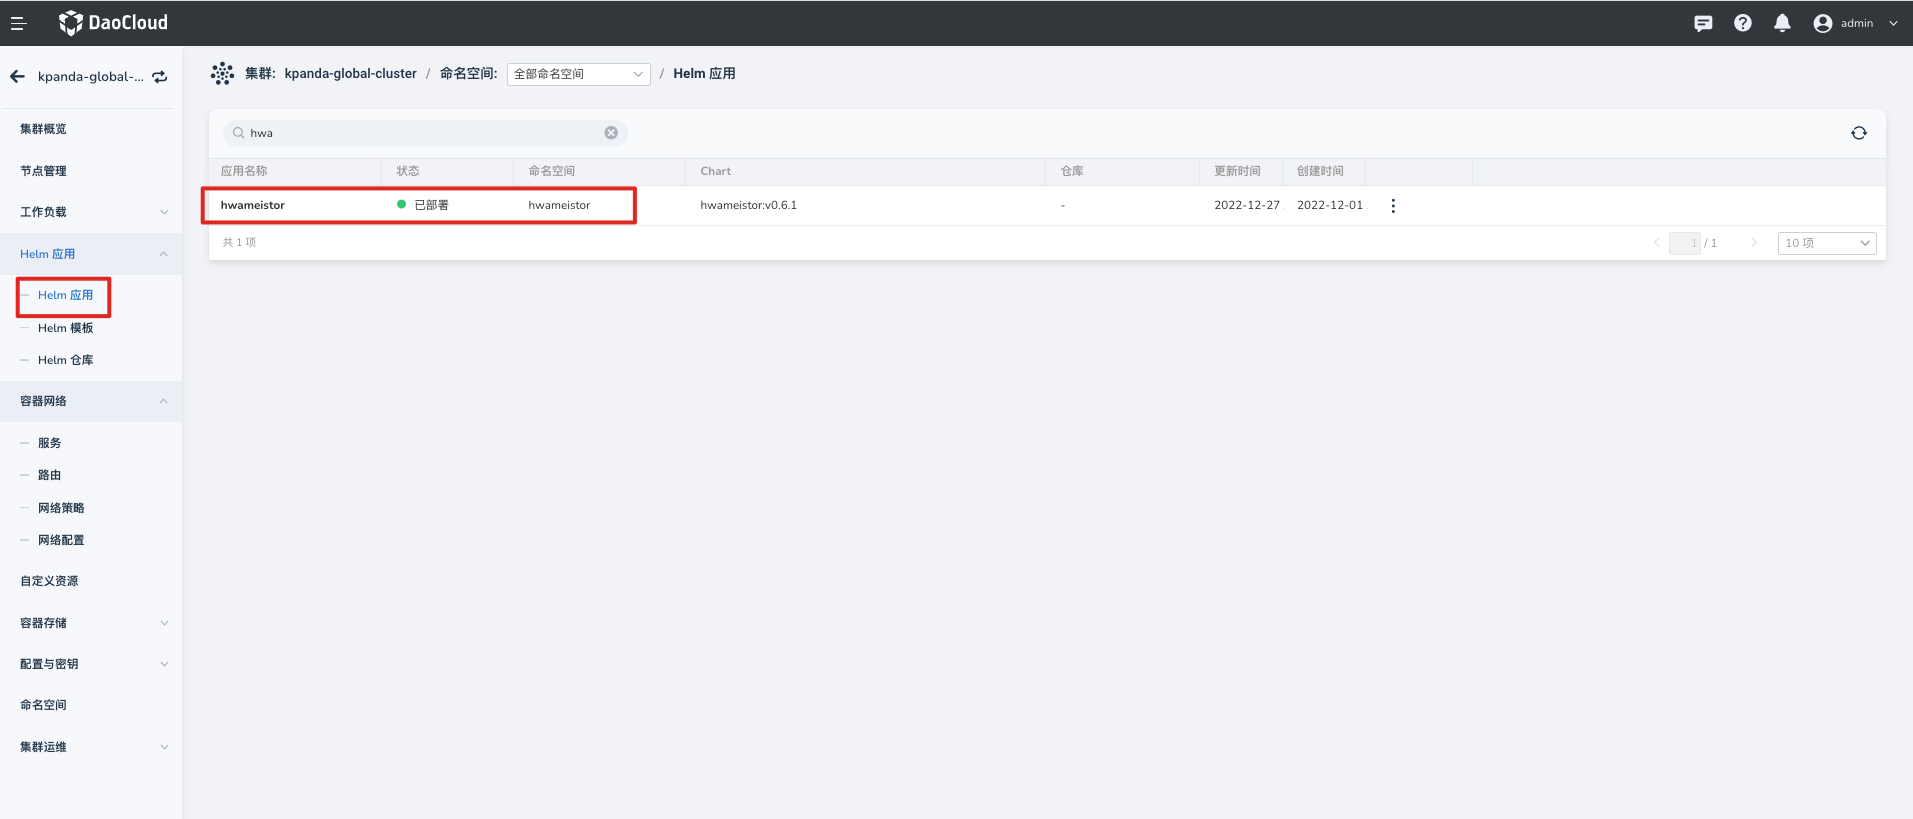 DaoCloud
admin
kpanda-global-...
集群: kpanda-global-cluster / 命名空间: 全部命名空间 / Helm 应用
集群概览
节点管理
工作负载
Helm 应用
Helm 应用
Helm 模板
Helm 仓库
容器网络
服务
路由
网络策略
网络配置
自定义资源
容器存储
配置与密钥
命名空间
集群运维
hwa
应用名称 状态 命名空间 Chart 仓库 更新时间 创建时间
hwameistor 已部署 hwameistor hwameistor:v0.6.1 - 2022-12-27 2022-12-01
共 1 项 1 / 1 10 项